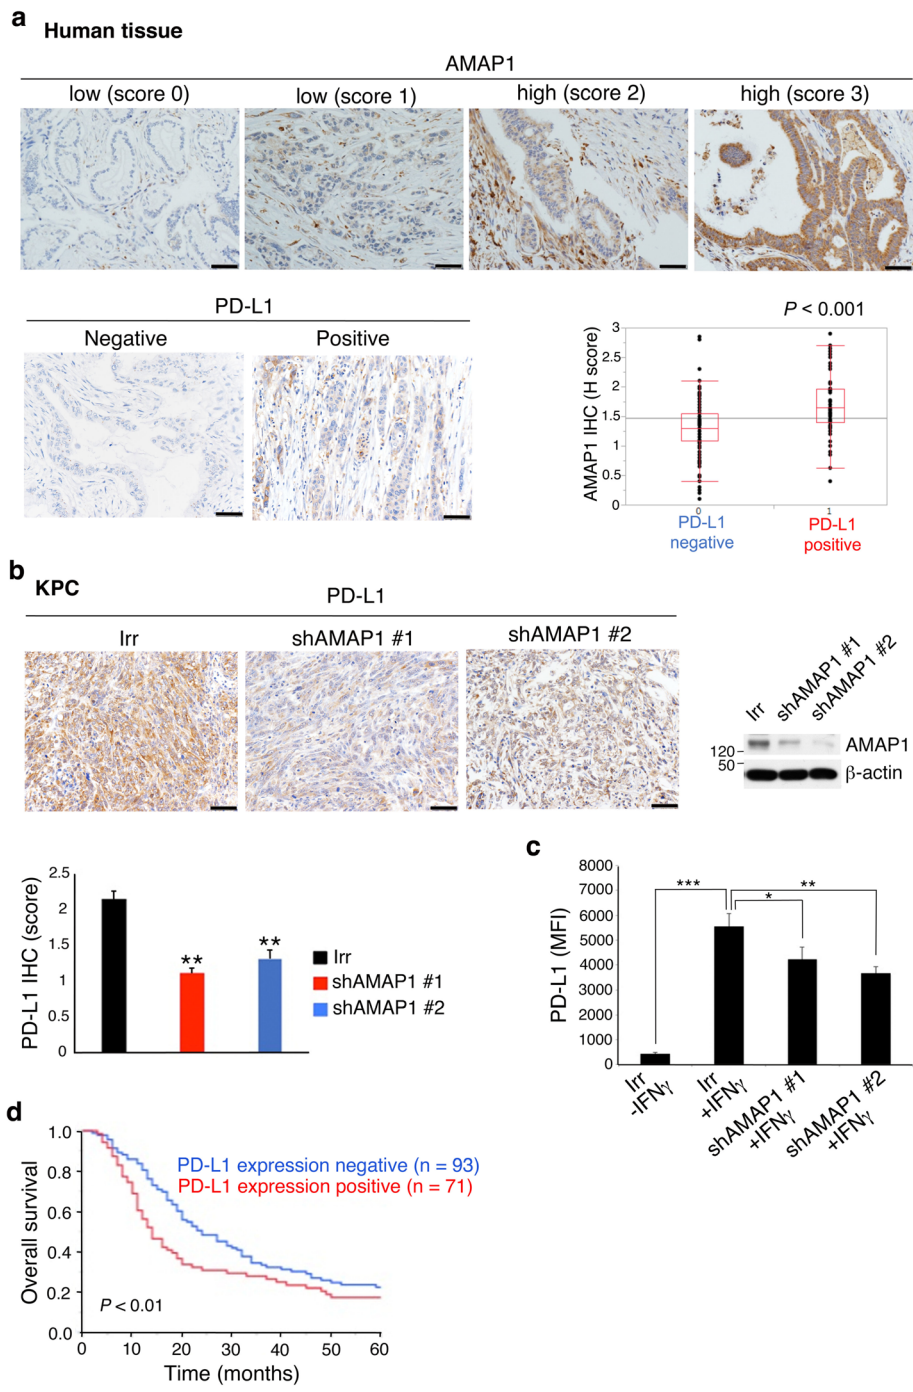 a
Human tissue
AMAP1
low (score 0)
low (score 1)
high (score 2)
high (score 3)
PD-L1
Negative
Positive
P < 0.001
AMAP1 IHC (H score)
3
2.5
2
1.5
1
0.5
0
0
1
PD-L1
negative
PD-L1
positive
b
KPC
PD-L1
Irr
shAMAP1 #1
shAMAP1 #2
Irr
shAMAP1 #1
shAMAP1 #2
120
50
AMAP1
β-actin
PD-L1 IHC (score)
2.5
2
1.5
1
0.5
0
**
**
Irr
shAMAP1 #1
shAMAP1 #2
c
PD-L1 (MFI)
8000
7000
6000
5000
4000
3000
2000
1000
0
***
*
**
Irr
-IFNγ
Irr
+IFNγ
shAMAP1 #1
+IFNγ
shAMAP1 #2
+IFNγ
d
Overall survival
1.0
0.8
0.6
0.4
0.2
0.0
PD-L1 expression negative (n = 93)
PD-L1 expression positive (n = 71)
P < 0.01
0
10
20
30
40
50
60
Time (months)